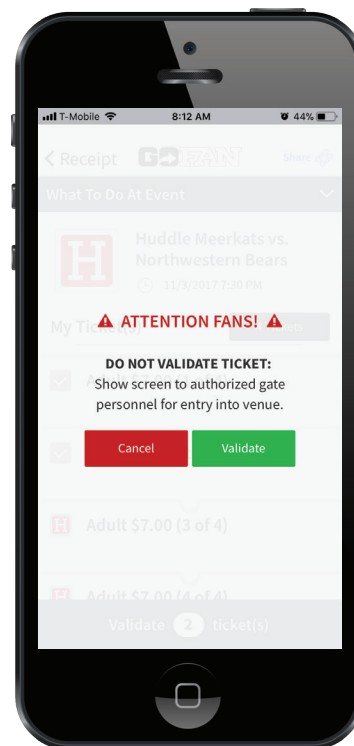 T-Mobile 8:12 AM 44%
Receipt GOFAN Share
What To Do At Event
H Huddle Meerkats vs.
Northwestern Bears
11/3/2017 7:30 PM
My Ticket(s)
ATTENTION FANS!
DO NOT VALIDATE TICKET:
Show screen to authorized gate
personnel for entry into venue.
Cancel Validate
H Adult $7.00 (3 of 4)
H Adult $7.00 (4 of 4)
Validate 2 ticket(s)